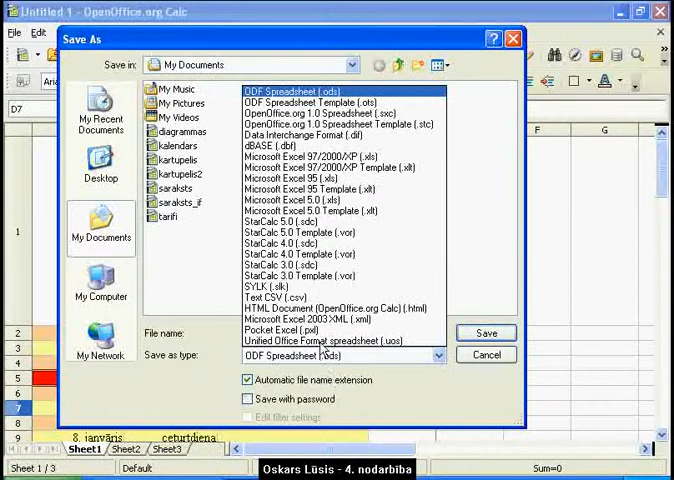 Untitled 1 - OpenOffice.org Calc
File
Save As
Save in:
My Documents
D7
My Recent
Documents
Desktop
My Documents
My Computer
My Network
My Music
My Pictures
My Videos
diagrammas
kalendars
kartupelis
kartupelis2
saraksts
saraksts_if
tarifi
ODF Spreadsheet (.ods)
ODF Spreadsheet Template (.ots)
OpenOffice.org 1.0 Spreadsheet (.sxc)
OpenOffice.org 1.0 Spreadsheet Template (.stc)
Data Interchange Format (.dif)
dBASE (.dbf)
Microsoft Excel 97/2000/XP (.xls)
Microsoft Excel 97/2000/XP Template (.xlt)
Microsoft Excel 95 (.xls)
Microsoft Excel 95 Template (.xlt)
Microsoft Excel 5.0 (.xls)
Microsoft Excel 5.0 Template (.xlt)
StarCalc 5.0 (.sdc)
StarCalc 5.0 Template (.vor)
StarCalc 4.0 (.sdc)
StarCalc 4.0 Template (.vor)
StarCalc 3.0 (.sdc)
StarCalc 3.0 Template (.vor)
SYLK (.slk)
Text CSV (.csv)
HTML Document (OpenOffice.org Calc) (.html)
Microsoft Excel 2003 XML (.xml)
Pocket Excel (.pxl)
Unified Office Format spreadsheet (.uos)
File name:
Save
Save as type:
ODF Spreadsheet (.ods)
Cancel
Automatic file name extension
Save with password
Edit filter settings
F G
1
2
3
4
5
6
7
8
9
8. janvāris ceturtdiena
Sheet1 Sheet2 Sheet3
Sheet 1 / 3
Default
Sum=0
Oskars Lūsis - 4. nodarbība